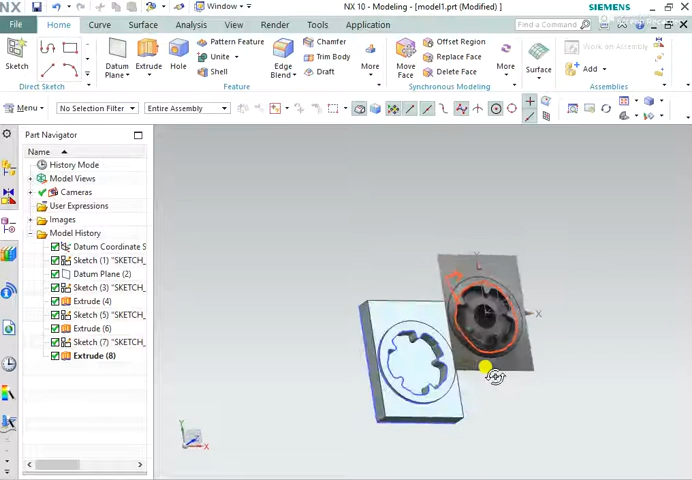 Window
NX 10 - Modeling - [model1.prt (Modified) ]
SIEMENS
File
Home
Curve
Surface
Analysis
View
Render
Tools
Application
Find a Command
Sketch
Direct Sketch
Datum
Plane
Extrude
Hole
Pattern Feature
Unite
Shell
Edge
Blend
Chamfer
Trim Body
Draft
More
Feature
Move
Face
Offset Region
Replace Face
Delete Face
More
Synchronous Modeling
Surface
Work on Assembly
Add
Assemblies
Menu
No Selection Filter
Entire Assembly
Part Navigator
Name
History Mode
Model Views
Cameras
User Expressions
Images
Model History
Datum Coordinate S
Sketch (1) "SKETCH_
Datum Plane (2)
Sketch (3) "SKETCH_
Extrude (4)
Sketch (5) "SKETCH_
Extrude (6)
Sketch (7) "SKETCH_
Extrude (8)
Y
X
Y
X